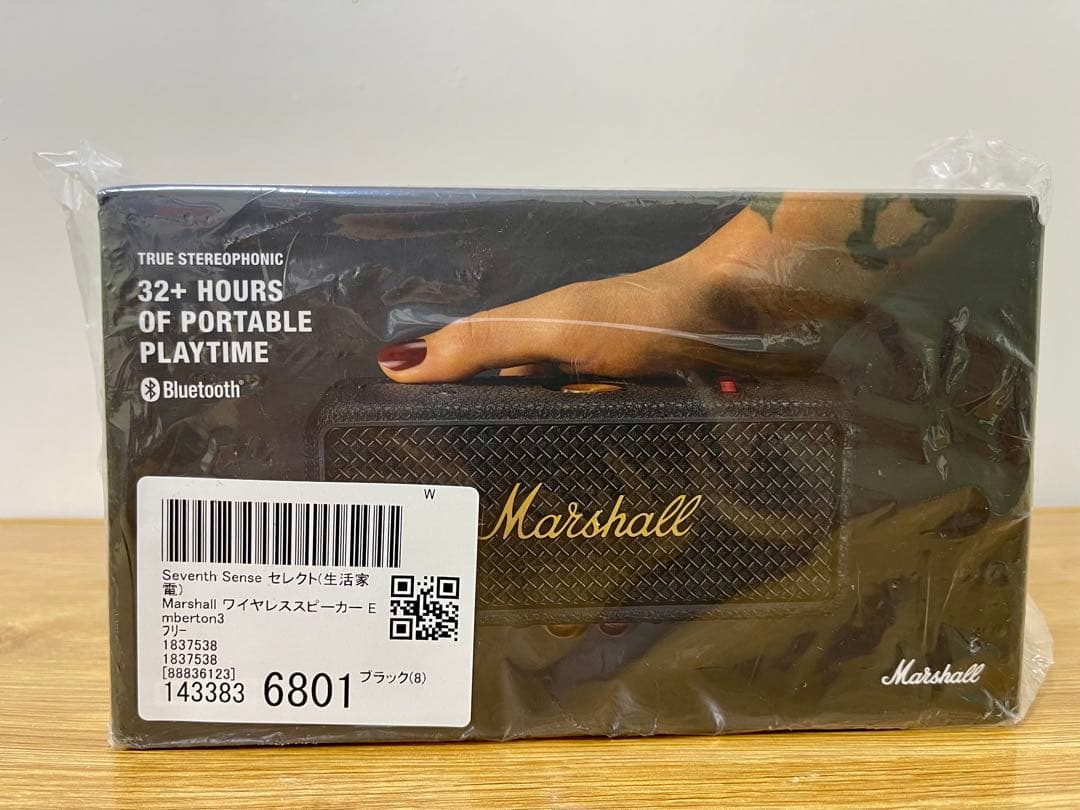 TRUE STEREOPHONIC
32+ HOURS
OF PORTABLE
PLAYTIME
Bluetooth®
Marshall
W
Seventh Sense セレクト(生活家
電)
Marshall ワイヤレススピーカー E
mberton3
フリー
1837538
1837538
[88836123]
143383 6801 ブラック(8)
Marshall